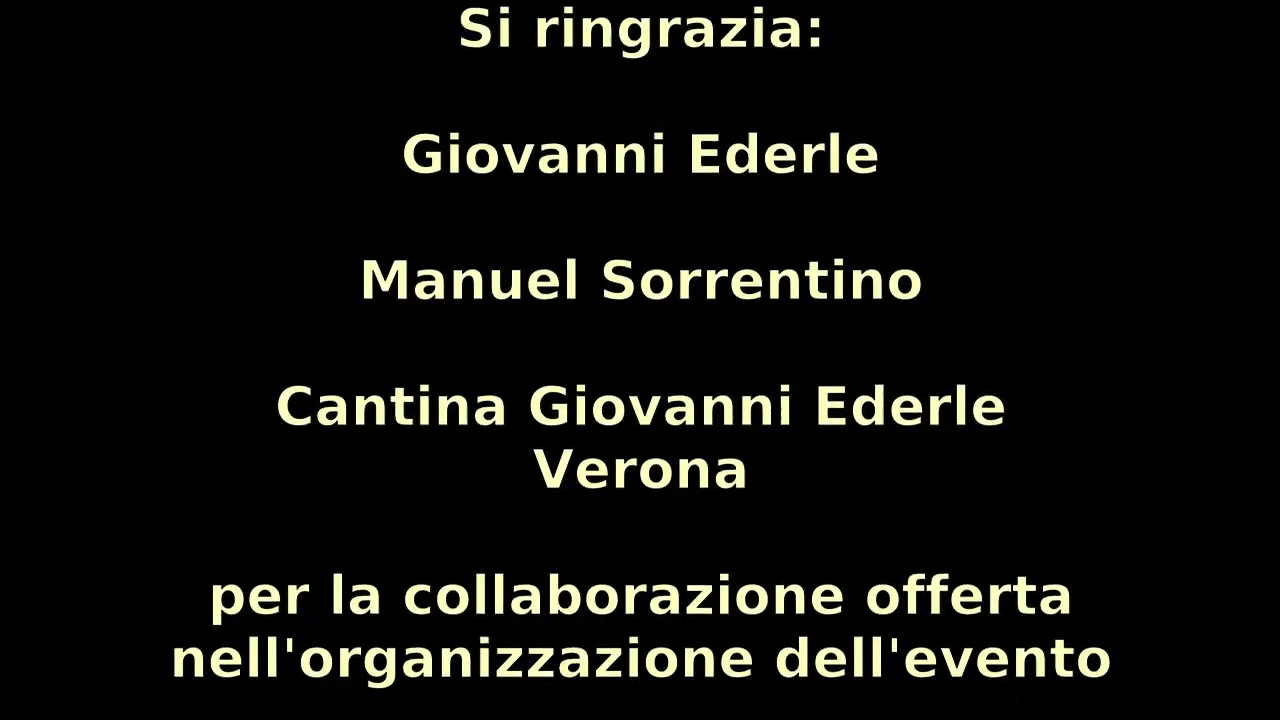 Si ringrazia:
Giovanni Ederle
Manuel Sorrentino
Cantina Giovanni Ederle
Verona
per la collaborazione offerta
nell'organizzazione dell'evento